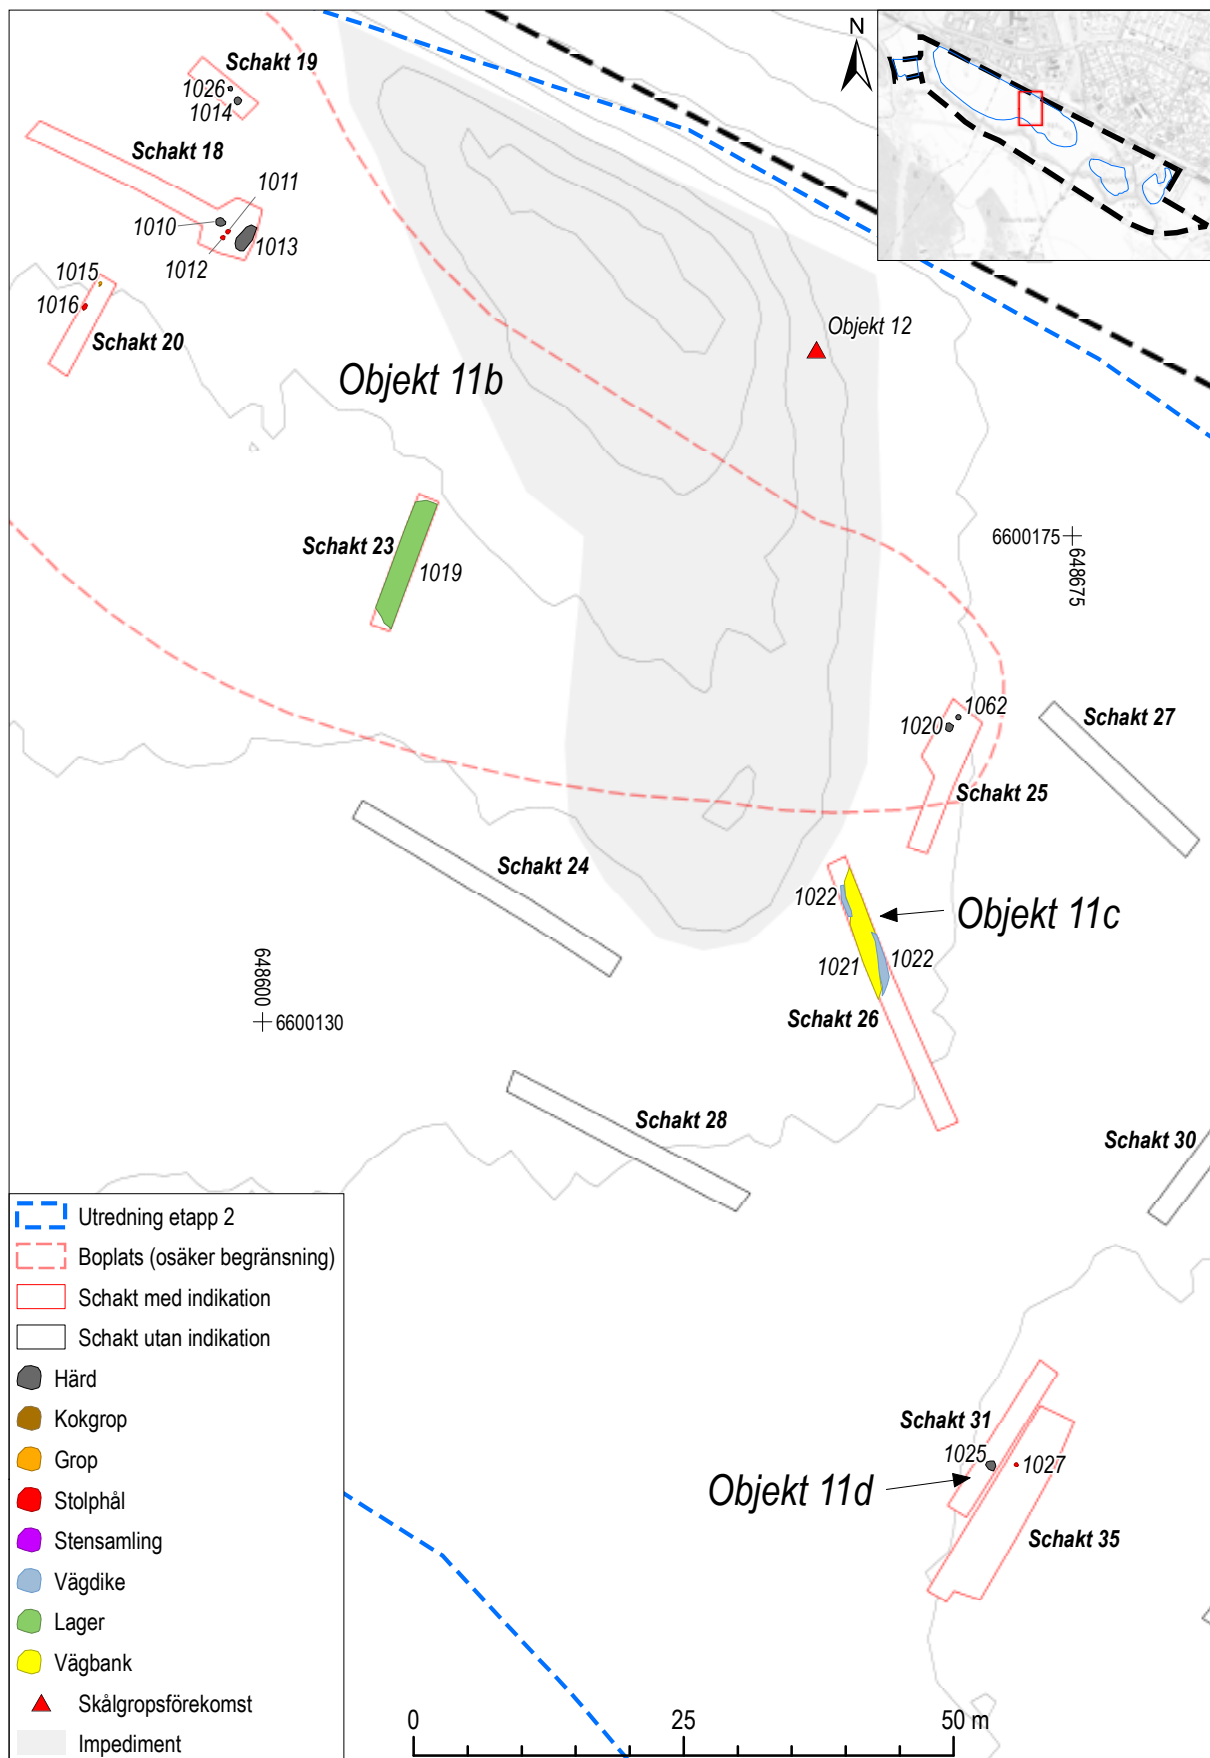 N
Schakt 19
1026
1014
Schakt 18
1011
1010
1013
1012
1015
1016
Schakt 20
Objekt 12
Objekt 11b
Schakt 23
1019
6600175
648675
1062
1020
Schakt 27
Schakt 25
Schakt 24
1022
Objekt 11c
1021
1022
648600
6600130
Schakt 26
Schakt 28
Schakt 30
Utredning etapp 2
Boplats (osäker begränsning)
Schakt med indikation
Schakt utan indikation
Härd
Kokgrop
Grop
Stolphål
Stensamling
Vägdike
Lager
Vägbank
Skålgropsförekomst
Impediment
Schakt 31
1025
1027
Objekt 11d
Schakt 35
0
25
50 m